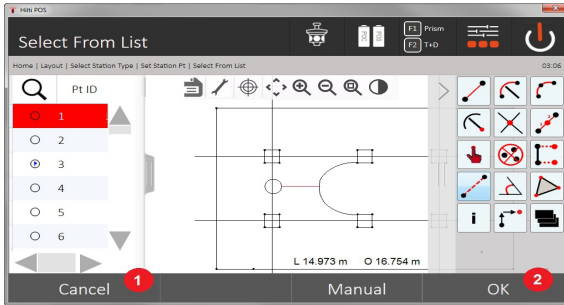 Hilti POS
Select From List
POC
POS
F1 Prism
F2 T+D
Home | Layout | Select Station Type | Set Station Pt | Select From List
03:06
Pt ID
1
2
3
4
5
6
L 14.973 m O 16.754 m
i
Cancel
1
Manual
OK
2